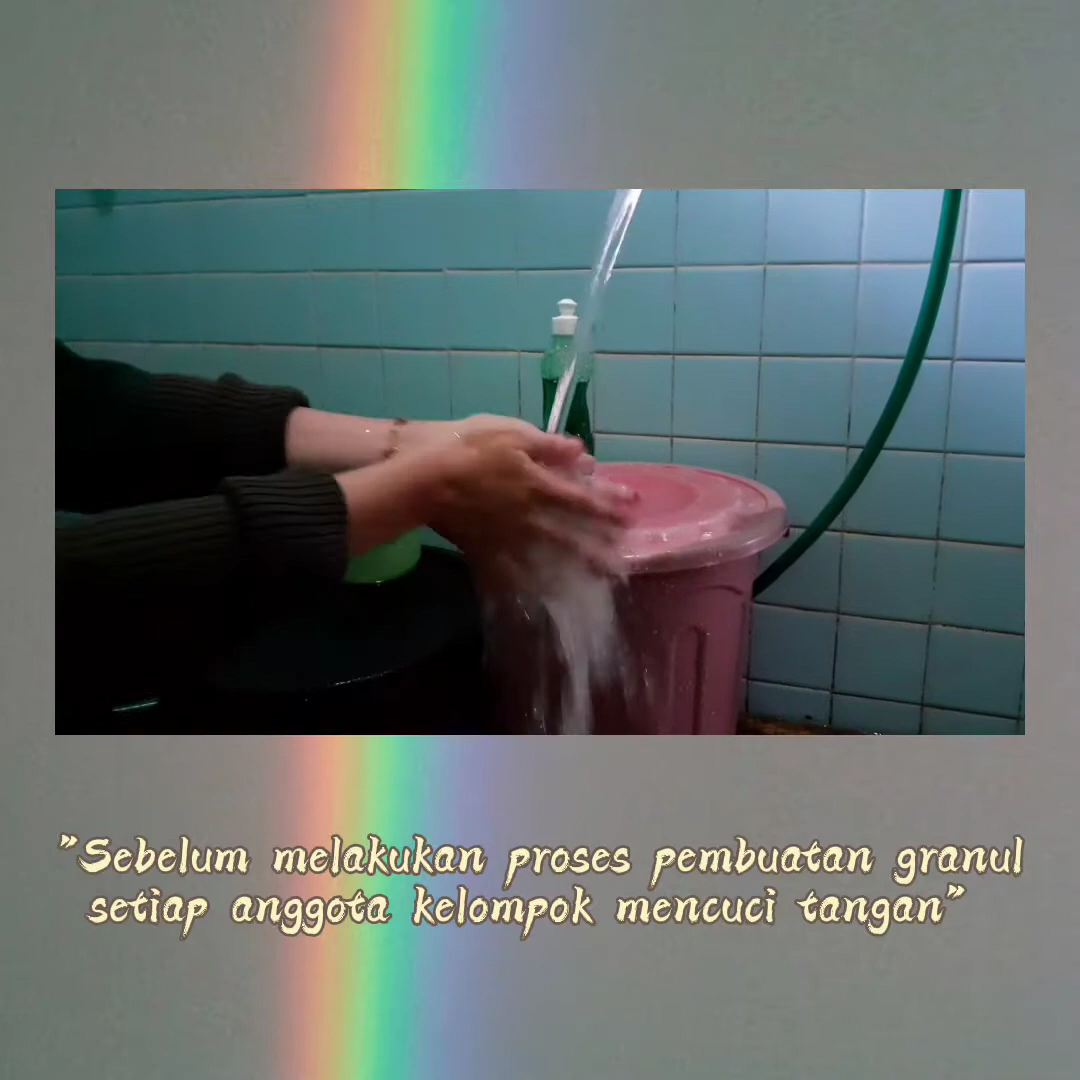 "Sebelum melakukan proses pembuatan granul
setiap anggota kelompok mencuci tangan"